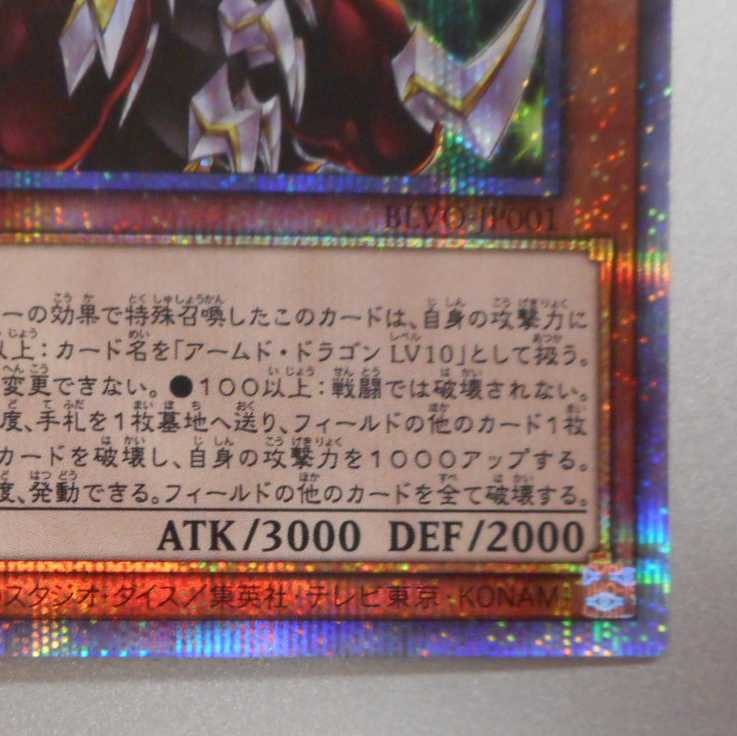 BLVO-JP001
ーの効果で特殊召喚したこのカードは、自身の攻撃力に
以上：カード名を「アームド・ドラゴン LV10」として扱う。
変更できない。●100以上：戦闘では破壊されない。
度、手札を1枚墓地へ送り、フィールドの他のカード1枚
カードを破壊し、自身の攻撃力を1000アップする。
度、発動できる。フィールドの他のカードを全て破壊する。
ATK/3000 DEF/2000
スタジオ・ダイス／集英社・テレビ東京・KONAMI